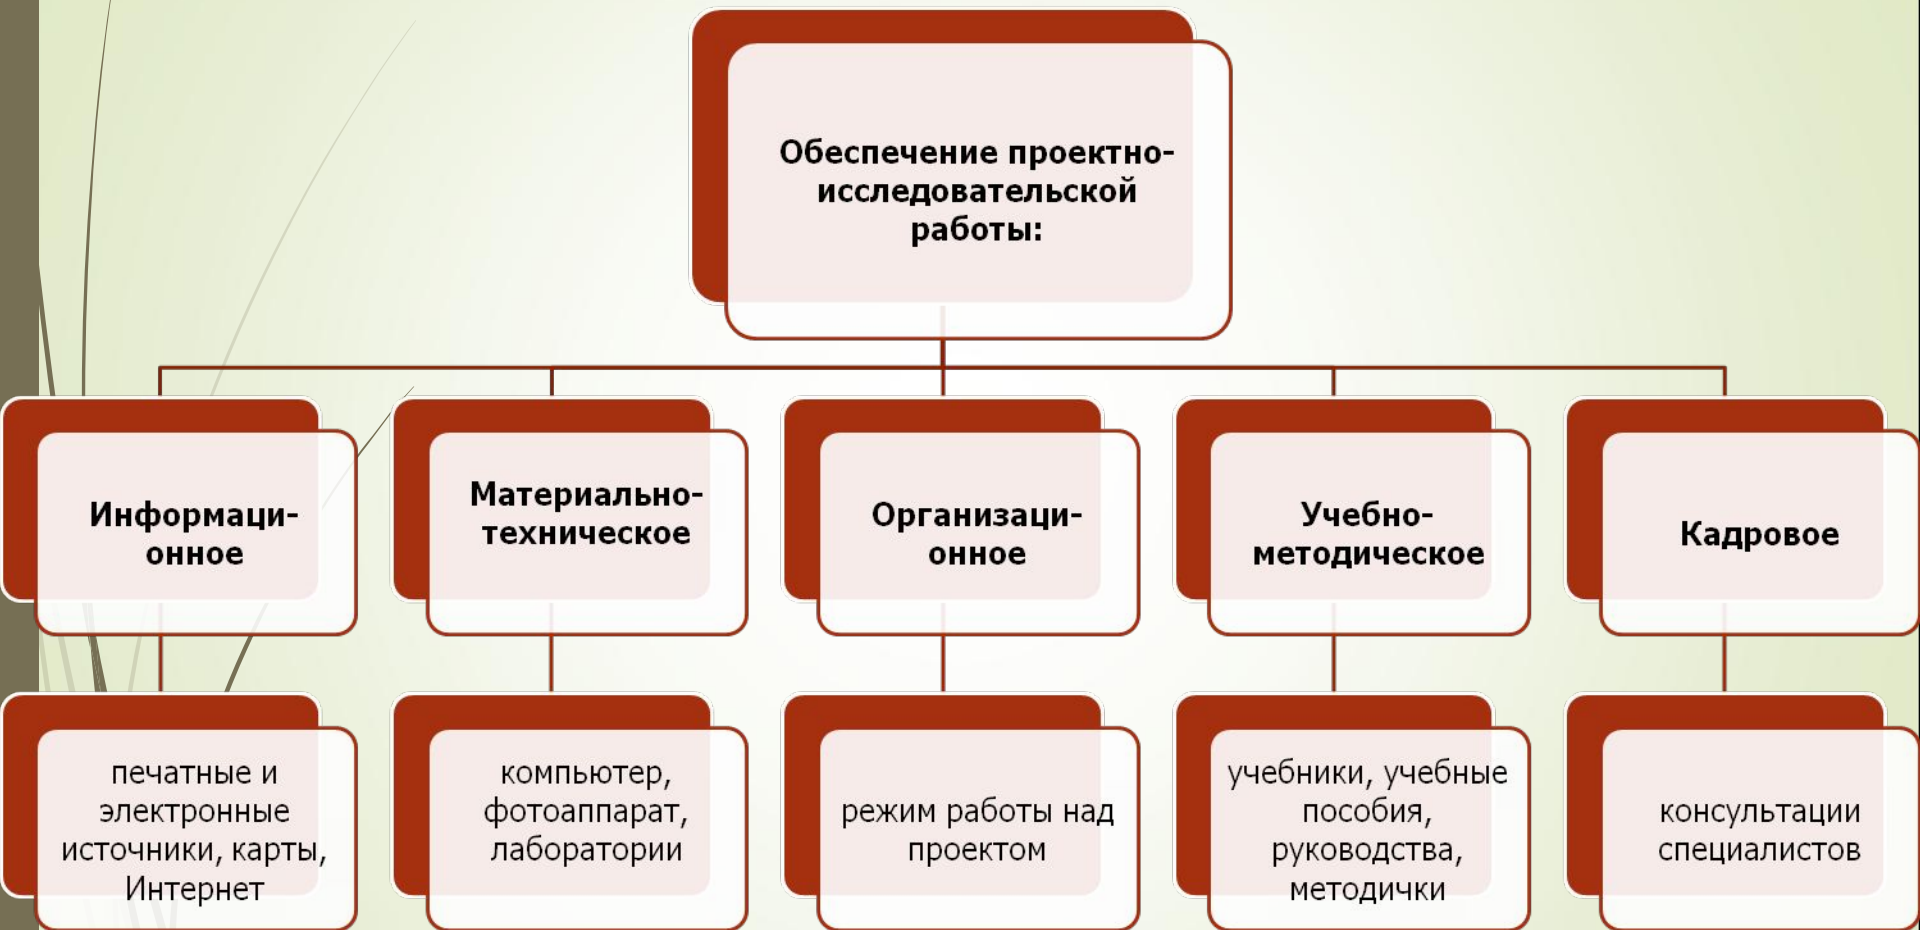 Обеспечение проектно-
исследовательской
работы:
Информаци-
онное
Материально-
техническое
Организаци-
онное
Учебно-
методическое
Кадровое
печатные и
электронные
источники, карты,
Интернет
компьютер,
фотоаппарат,
лаборатории
режим работы над
проектом
учебники, учебные
пособия,
руководства,
методички
консультации
специалистов